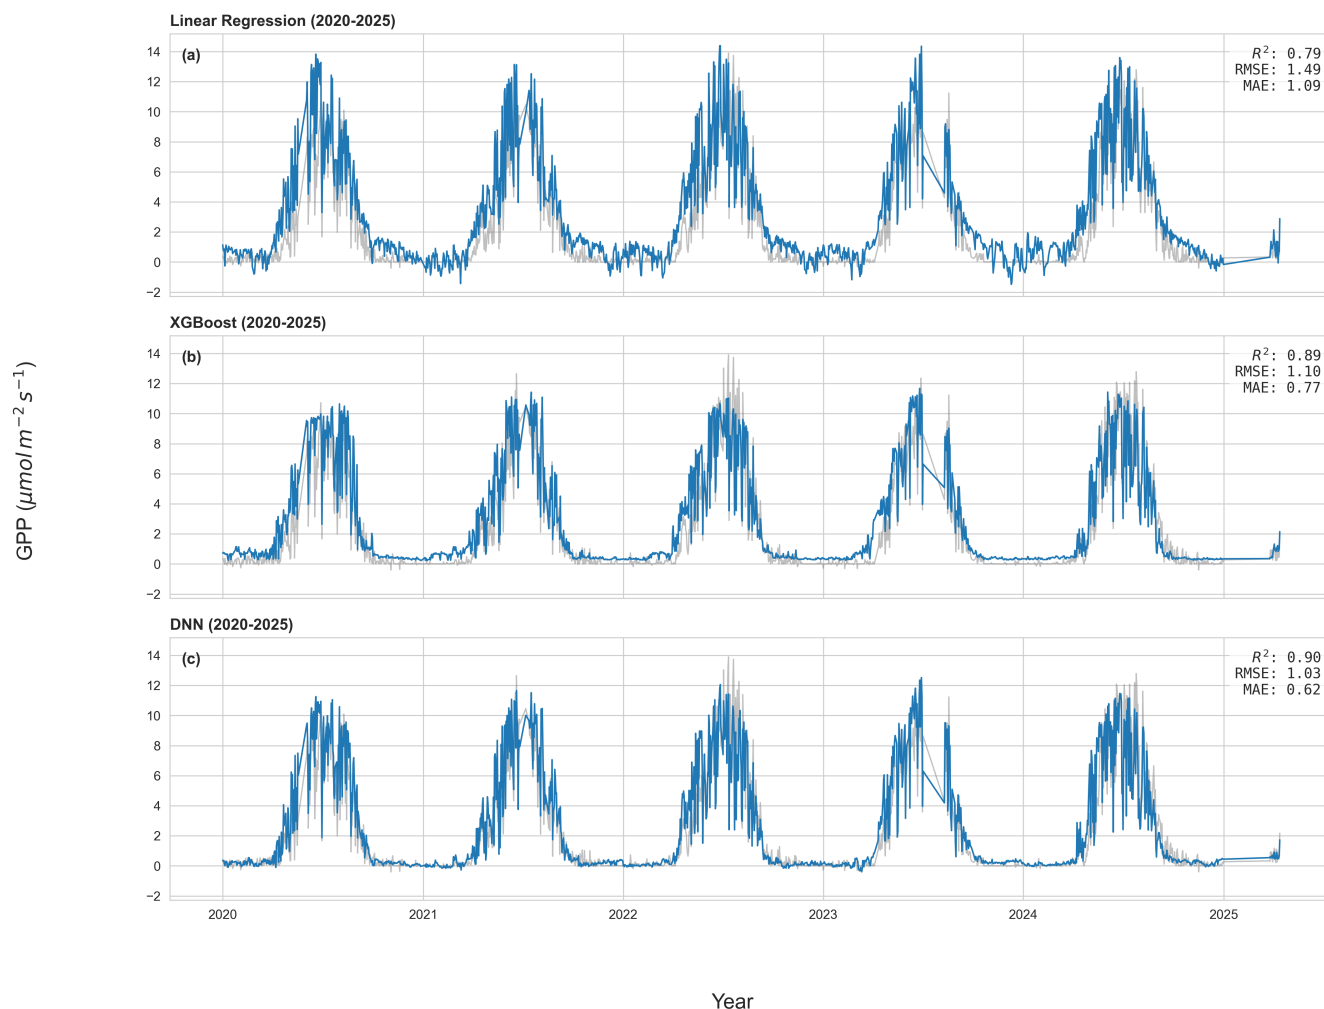 Linear Regression (2020-2025)
(a)
R²: 0.79
RMSE: 1.49
MAE: 1.09
14
12
10
8
6
4
2
0
−2
XGBoost (2020-2025)
(b)
R²: 0.89
RMSE: 1.10
MAE: 0.77
14
12
10
8
6
4
2
0
−2
GPP (μmol m⁻² s⁻¹)
DNN (2020-2025)
(c)
R²: 0.90
RMSE: 1.03
MAE: 0.62
14
12
10
8
6
4
2
0
−2
2020 2021 2022 2023 2024 2025
Year